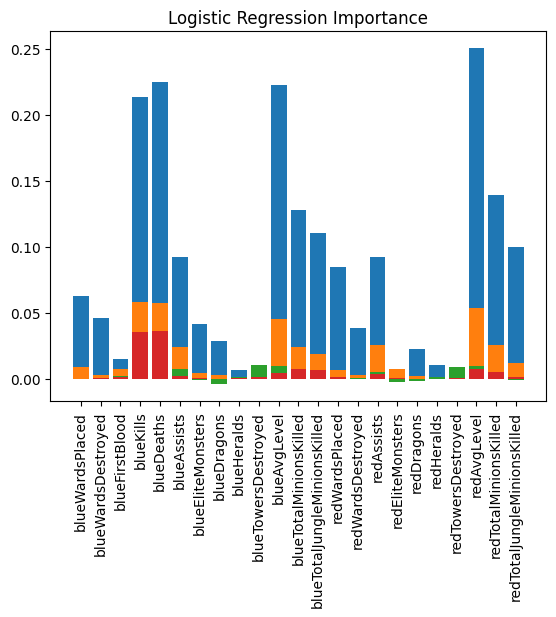 Logistic Regression Importance
0.25
0.20
0.15
0.10
0.05
0.00
blueWardsPlaced
blueWardsDestroyed
blueFirstBlood
blueKills
blueDeaths
blueAssists
blueEliteMonsters
blueDragons
blueHeralds
blueTowersDestroyed
blueAvgLevel
blueTotalMinionsKilled
blueTotalJungleMinionsKilled
redWardsPlaced
redWardsDestroyed
redAssists
redEliteMonsters
redDragons
redHeralds
redTowersDestroyed
redAvgLevel
redTotalMinionsKilled
redTotalJungleMinionsKilled